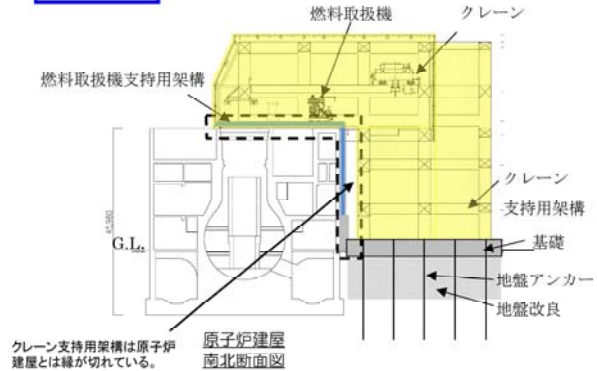 燃料取扱機
クレーン
燃料取扱機支持用架構
クレーン
支持用架構
G.L.
基礎
地盤アンカー
地盤改良
クレーン支持用架構は原子炉
建屋とは縁が切れている。
原子炉建屋
南北断面図